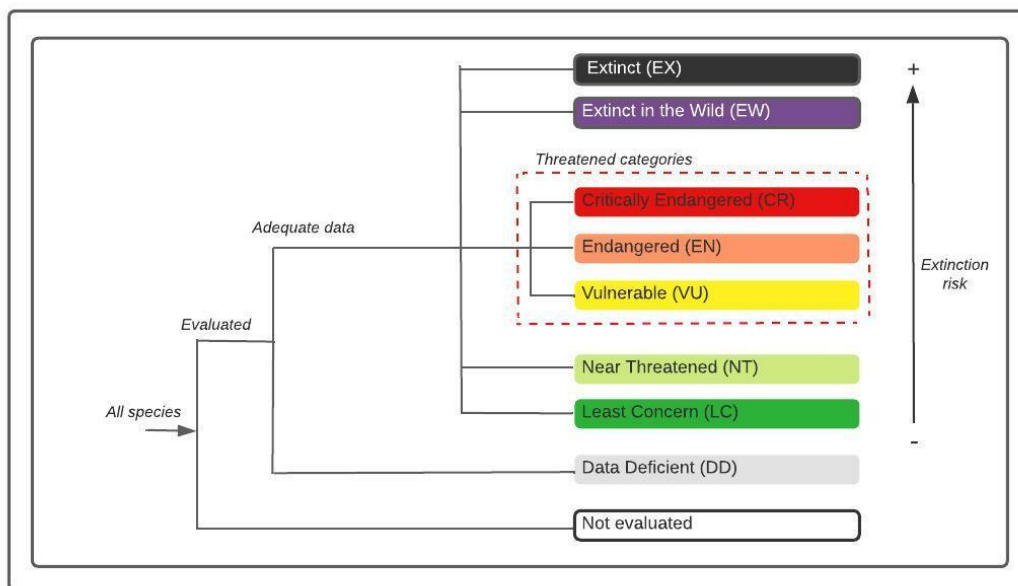 Extinct (EX)
+
Extinct in the Wild (EW)
Threatened categories
Critically Endangered (CR)
Adequate data
Endangered (EN)
Extinction
risk
Vulnerable (VU)
Evaluated
Near Threatened (NT)
All species
Least Concern (LC)
-
Data Deficient (DD)
Not evaluated